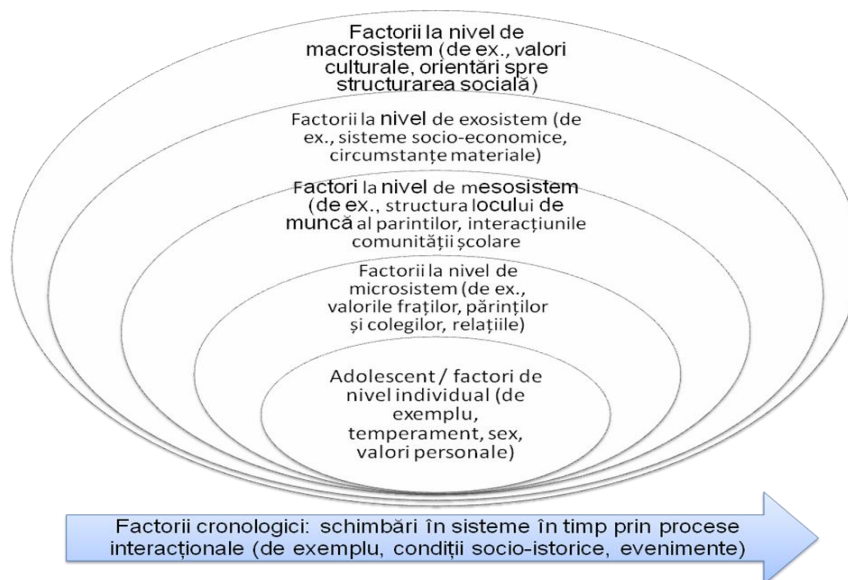 Factorii la nivel de
macrosistem (de ex., valori
culturale, orientări spre
structurarea socială)
Factorii la nivel de exosistem (de
ex., sisteme socio-economice,
circumstanțe materiale)
Factori la nivel de mesosistem
(de ex., structura locului de
muncă al parintilor, interacțiunile
comunității școlare
Factorii la nivel de
microsistem (de ex.,
valorile fraților, părinților
și colegilor, relațiile)
Adolescent / factori de
nivel individual (de
exemplu,
temperament, sex,
valori personale)
Factorii cronologici: schimbări în sisteme în timp prin procese
interacționale (de exemplu, condiții socio-istorice, evenimente)